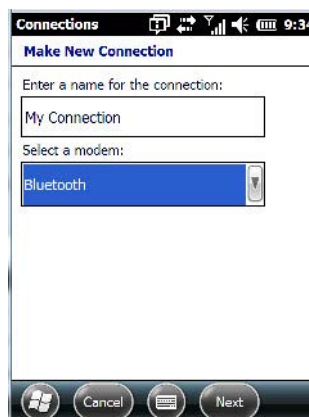 Connections 9:34
Make New Connection
Enter a name for the connection:
My Connection
Select a modem:
Bluetooth
Cancel Next